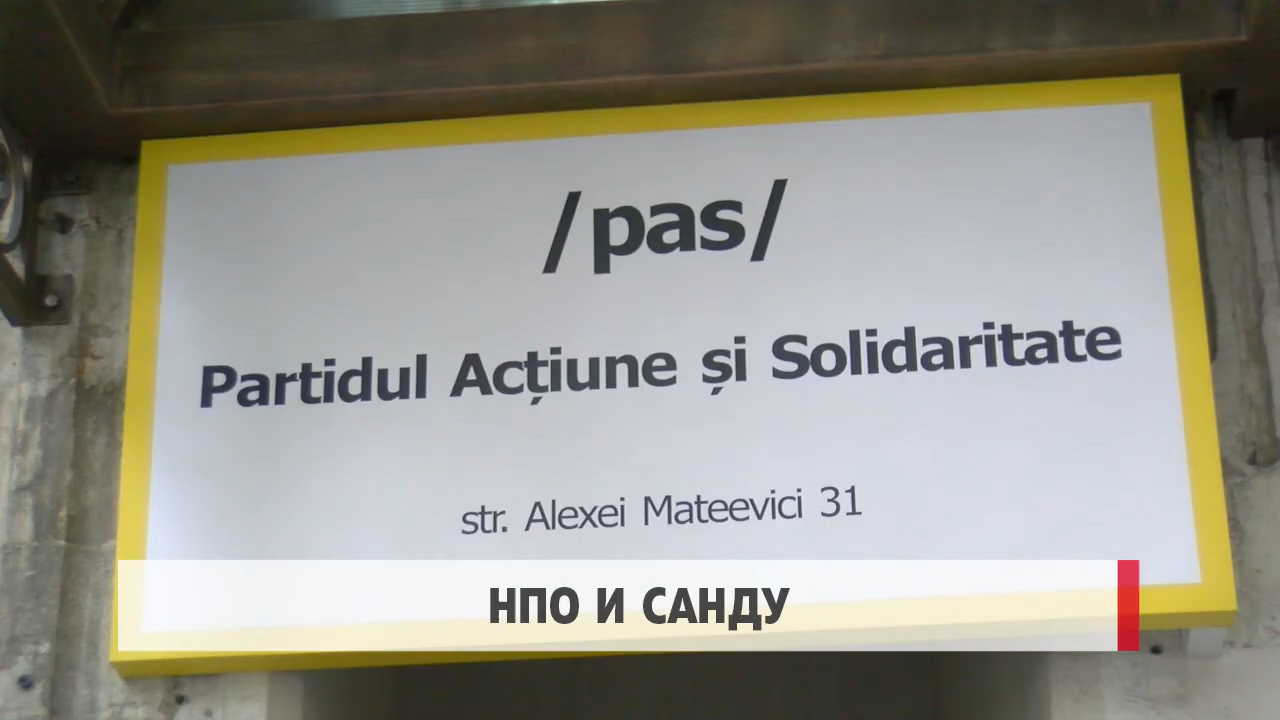 /pas/
Partidul Acțiune și Solidaritate
str. Alexei Mateevici 31
НПО И САНДУ